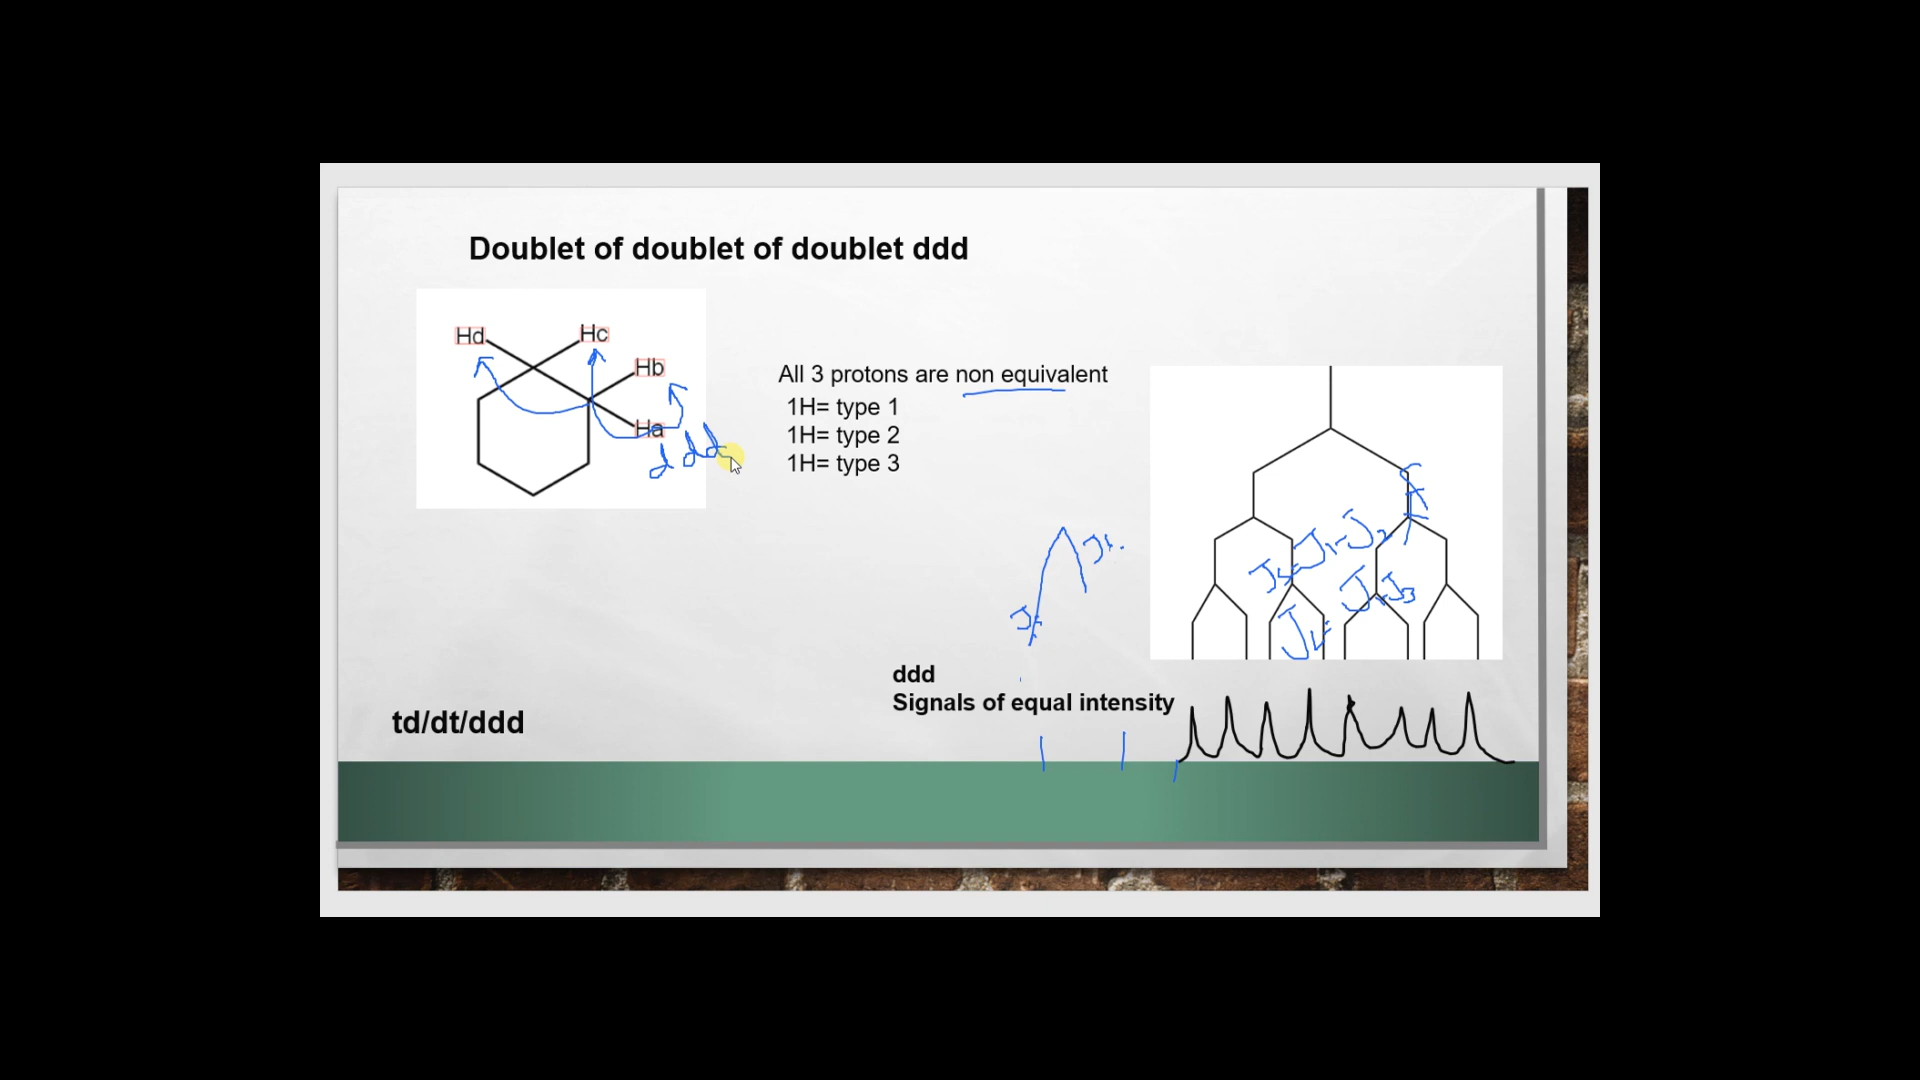 Doublet of doublet of doublet ddd
Hd
Hc
Hb
Ha
d d d
All 3 protons are non equivalent
1H= type 1
1H= type 2
1H= type 3
ddd
Signals of equal intensity
td/dt/ddd